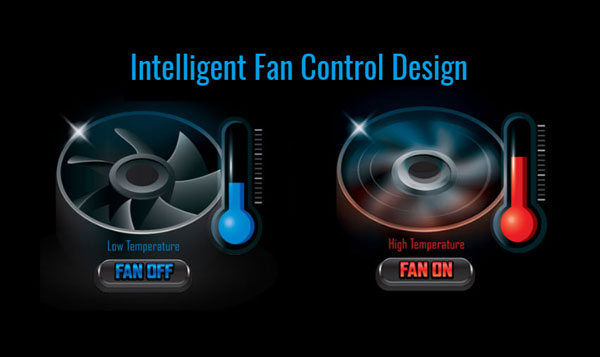 Intelligent Fan Control Design
Low Temperature
FAN OFF
High Temperature
FAN ON